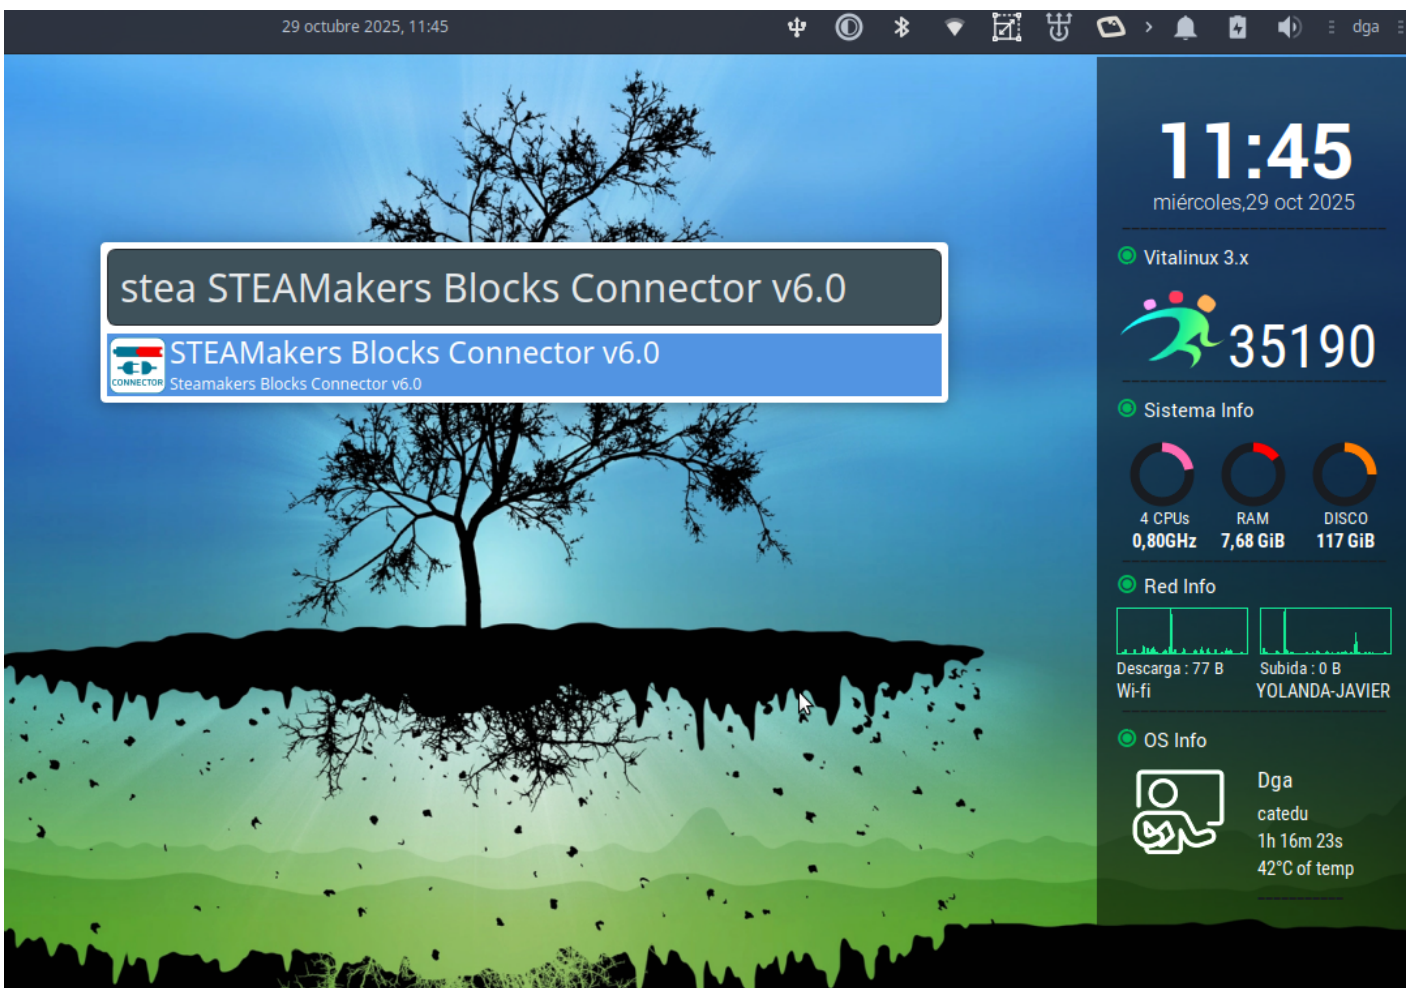 29 octubre 2025, 11:45
dga
11:45
miércoles,29 oct 2025
stea STEAMakers Blocks Connector v6.0
CONNECTOR
STEAMakers Blocks Connector v6.0
Steamakers Blocks Connector v6.0
Vitalinux 3.x
35190
Sistema Info
4 CPUs RAM DISCO
0,80GHz 7,68 GiB 117 GiB
Red Info
Descarga : 77 B Subida : 0 B
Wi-fi YOLANDA-JAVIER
OS Info
Dga
catedu
1h 16m 23s
42°C of temp